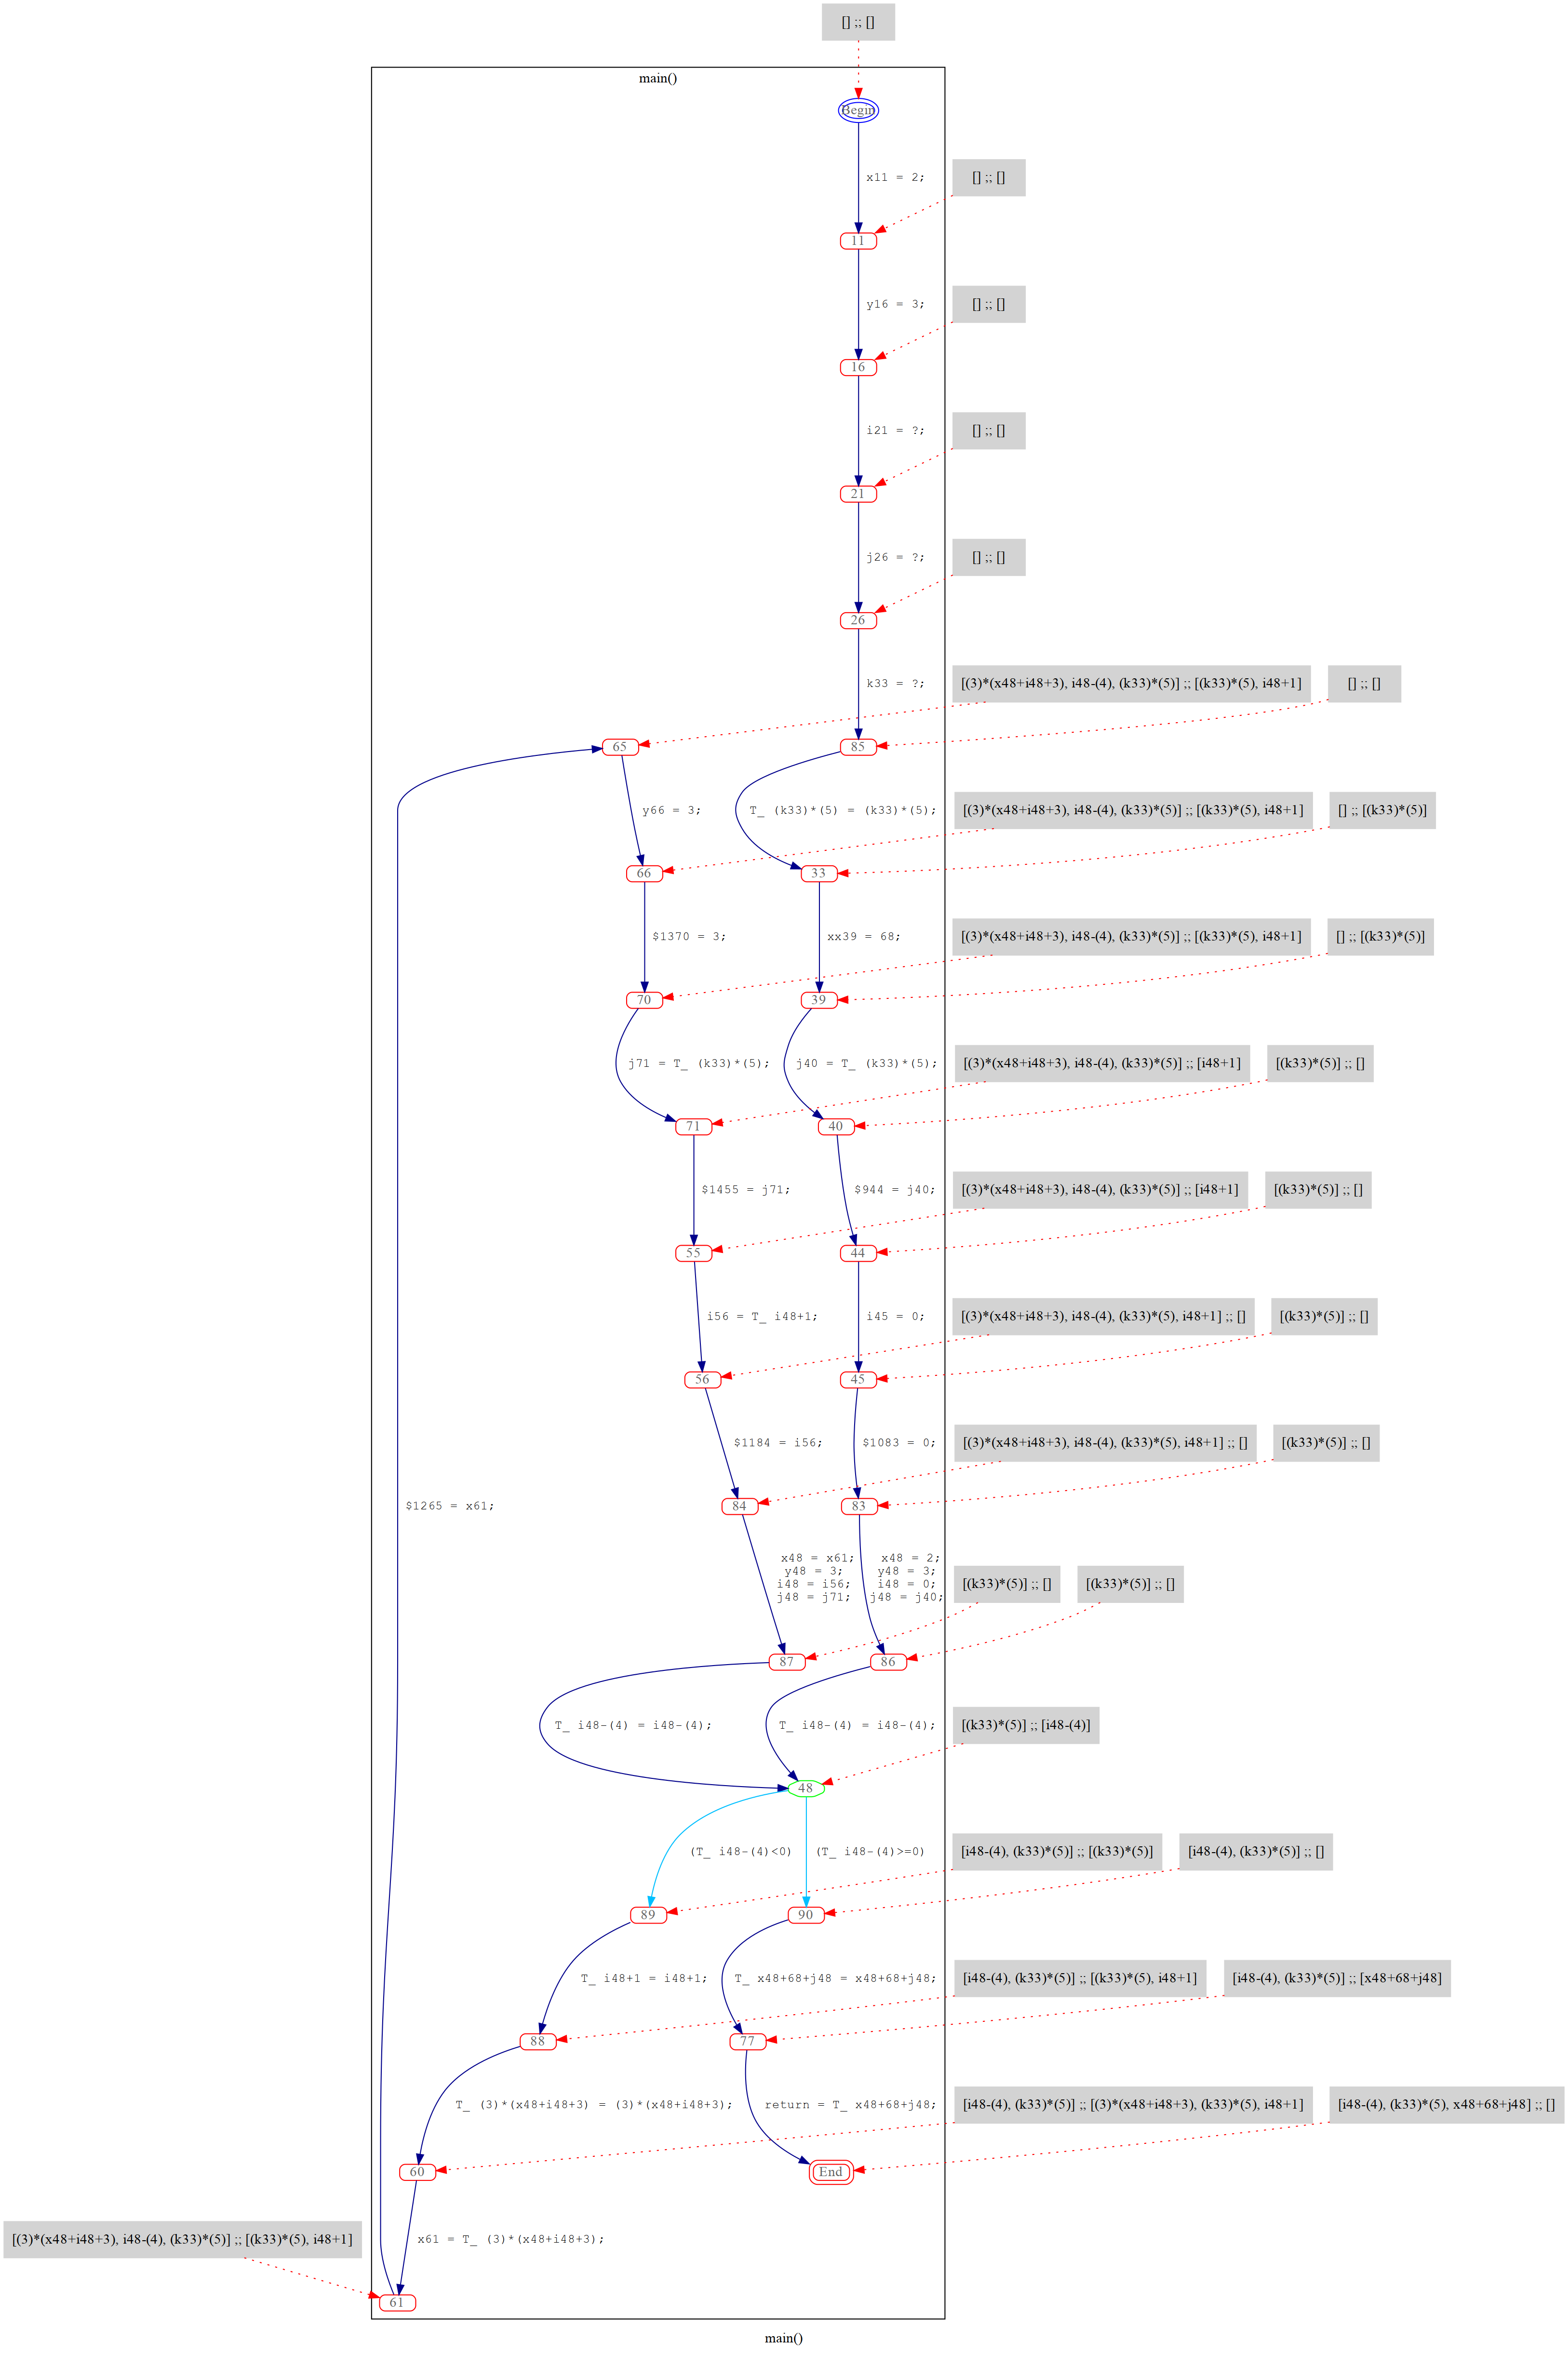 [] ;; []
main()
Begin
x11 = 2;
[] ;; []
11
y16 = 3;
[] ;; []
16
i21 = ?;
[] ;; []
21
j26 = ?;
[] ;; []
26
k33 = ?;
[(3)*(x48+i48+3), i48-(4), (k33)*(5)] ;; [(k33)*(5), i48+1]
[] ;; []
65
85
y66 = 3;
T_ (k33)*(5) = (k33)*(5);
[(3)*(x48+i48+3), i48-(4), (k33)*(5)] ;; [(k33)*(5), i48+1]
[] ;; [(k33)*(5)]
66
33
$1370 = 3;
xx39 = 68;
[(3)*(x48+i48+3), i48-(4), (k33)*(5)] ;; [(k33)*(5), i48+1]
[] ;; [(k33)*(5)]
70
39
j71 = T_ (k33)*(5);
j40 = T_ (k33)*(5);
[(3)*(x48+i48+3), i48-(4), (k33)*(5)] ;; [i48+1]
[(k33)*(5)] ;; []
71
40
$1455 = j71;
$944 = j40;
[(3)*(x48+i48+3), i48-(4), (k33)*(5)] ;; [i48+1]
[(k33)*(5)] ;; []
55
44
i56 = T_ i48+1;
i45 = 0;
[(3)*(x48+i48+3), i48-(4), (k33)*(5), i48+1] ;; []
[(k33)*(5)] ;; []
56
45
$1184 = i56;
$1083 = 0;
[(3)*(x48+i48+3), i48-(4), (k33)*(5), i48+1] ;; []
[(k33)*(5)] ;; []
$1265 = x61;
84
83
x48 = x61;
y48 = 3;
i48 = i56;
j48 = j71;
x48 = 2;
y48 = 3;
i48 = 0;
j48 = j40;
[(k33)*(5)] ;; []
[(k33)*(5)] ;; []
87
86
T_ i48-(4) = i48-(4);
T_ i48-(4) = i48-(4);
[(k33)*(5)] ;; [i48-(4)]
48
(T_ i48-(4)<0)
(T_ i48-(4)>=0)
[i48-(4), (k33)*(5)] ;; [(k33)*(5)]
[i48-(4), (k33)*(5)] ;; []
89
90
T_ i48+1 = i48+1;
T_ x48+68+j48 = x48+68+j48;
[i48-(4), (k33)*(5)] ;; [(k33)*(5), i48+1]
[i48-(4), (k33)*(5)] ;; [x48+68+j48]
88
77
T_ (3)*(x48+i48+3) = (3)*(x48+i48+3);
return = T_ x48+68+j48;
[i48-(4), (k33)*(5)] ;; [(3)*(x48+i48+3), (k33)*(5), i48+1]
[i48-(4), (k33)*(5), x48+68+j48] ;; []
60
End
[(3)*(x48+i48+3), i48-(4), (k33)*(5)] ;; [(k33)*(5), i48+1]
x61 = T_ (3)*(x48+i48+3);
61
main()